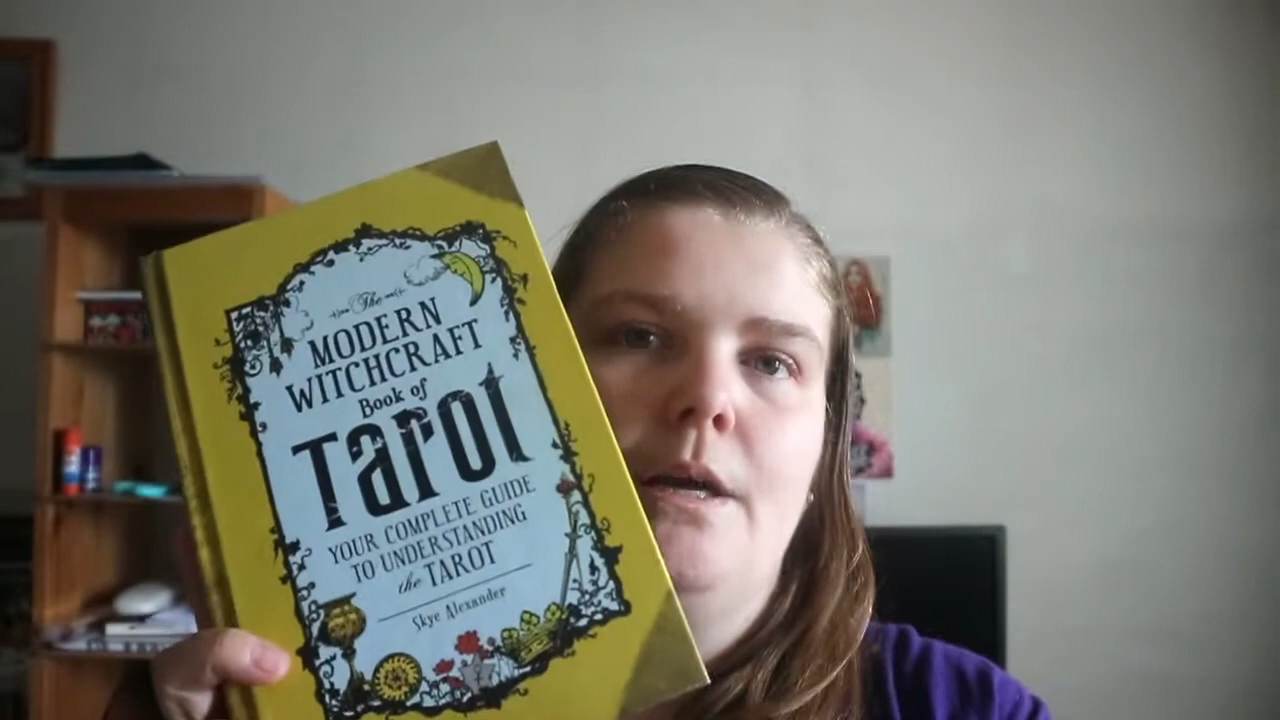 The
MODERN
WITCHCRAFT
Book of
Tarot
YOUR COMPLETE GUIDE
TO UNDERSTANDING
the TAROT
Skye Alexander